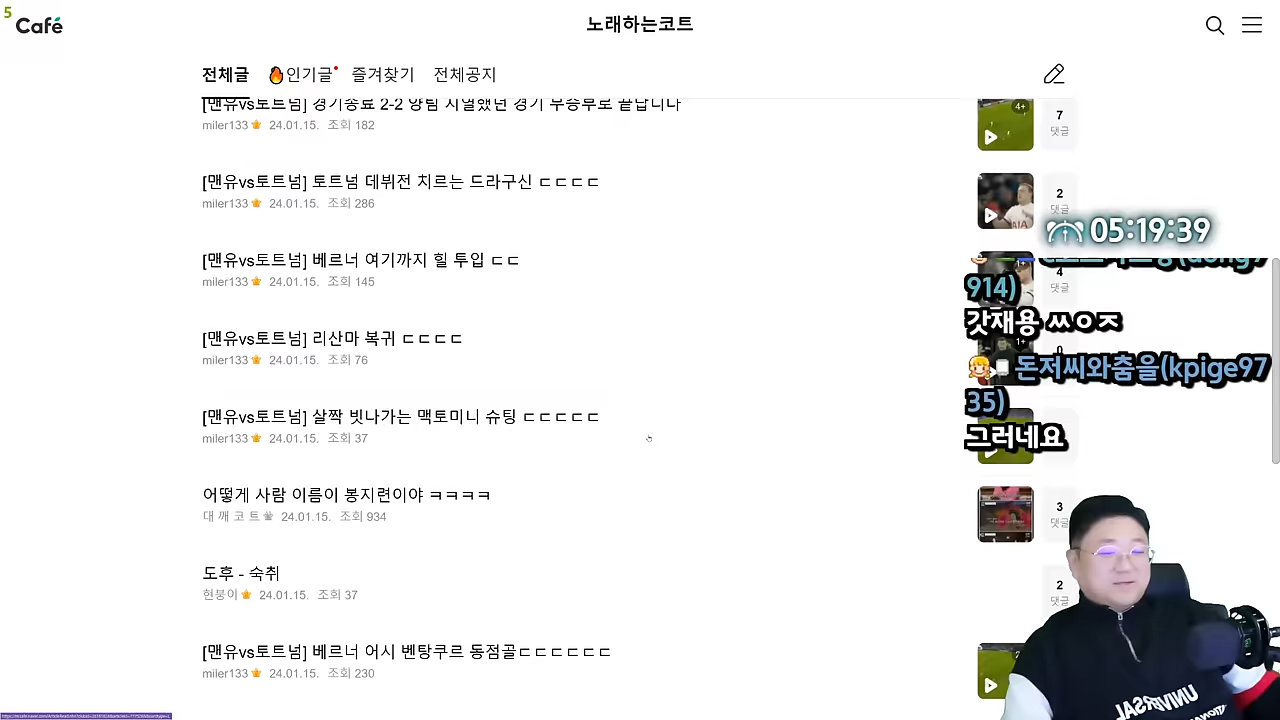 5
Café
노래하는코트
전체글 🔥인기글 즐겨찾기 전체공지
[맨유vs토트넘] 경기종료 2-2 양팀 치열했던 경기 무승부로 끝납니다
miler133 24.01.15. 조회 182
4+
7
댓글
[맨유vs토트넘] 토트넘 데뷔전 치르는 드라구신 ㄷㄷㄷㄷ
miler133 24.01.15. 조회 286
2
댓글
05:19:39
[맨유vs토트넘] 베르너 여기까지 힐 투입 ㄷㄷ
miler133 24.01.15. 조회 145
4
댓글
914)
갓재용 ㅆㅇㅈ
[맨유vs토트넘] 리산마 복귀 ㄷㄷㄷㄷ
miler133 24.01.15. 조회 76
1+
0
돈저씨와춤을(kpige97
35)
그러네요
[맨유vs토트넘] 살짝 빗나가는 맥토미니 슈팅 ㄷㄷㄷㄷㄷ
miler133 24.01.15. 조회 37
어떻게 사람 이름이 봉지련이야 ㅋㅋㅋㅋ
대 깨 코 트 24.01.15. 조회 934
3
댓글
도후 - 숙취
현붕이 24.01.15. 조회 37
2
댓글
[맨유vs토트넘] 베르너 어시 벤탕쿠르 동점골ㄷㄷㄷㄷㄷㄷ
miler133 24.01.15. 조회 230